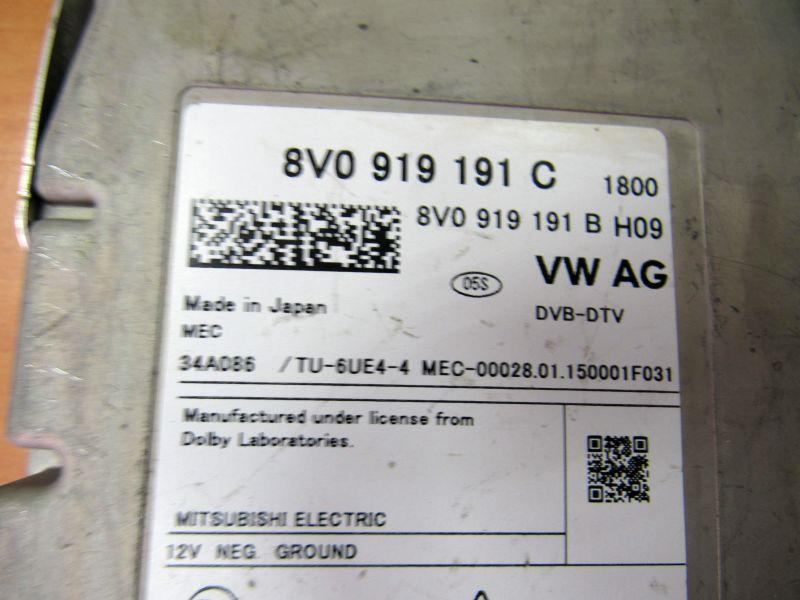 8V0 919 191 C 1800
8V0 919 191 B H09
05S VW AG
Made in Japan DVB-DTV
MEC
34A086 /TU-6UE4-4 MEC-00028.01.150001F031
Manufactured under license from
Dolby Laboratories.
MITSUBISHI ELECTRIC
12V NEG. GROUND